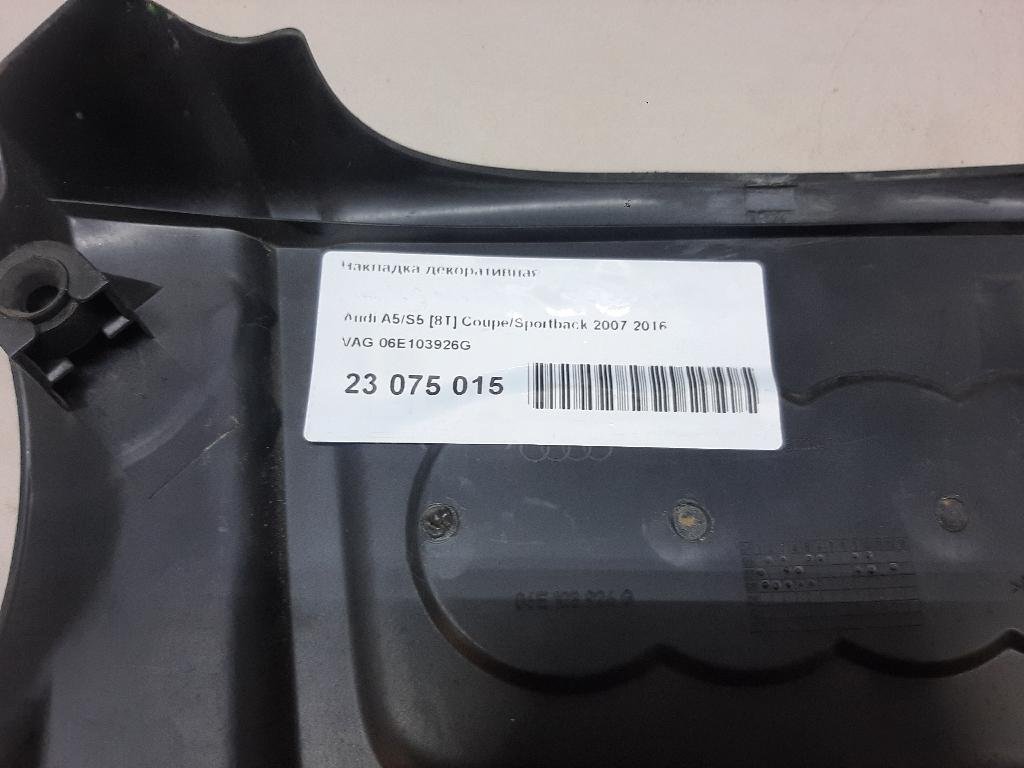 Накладка декоративная
Audi A5/S5 [8T] Coupe/Sportback 2007 2016
VAG 06E103926G
23 075 015